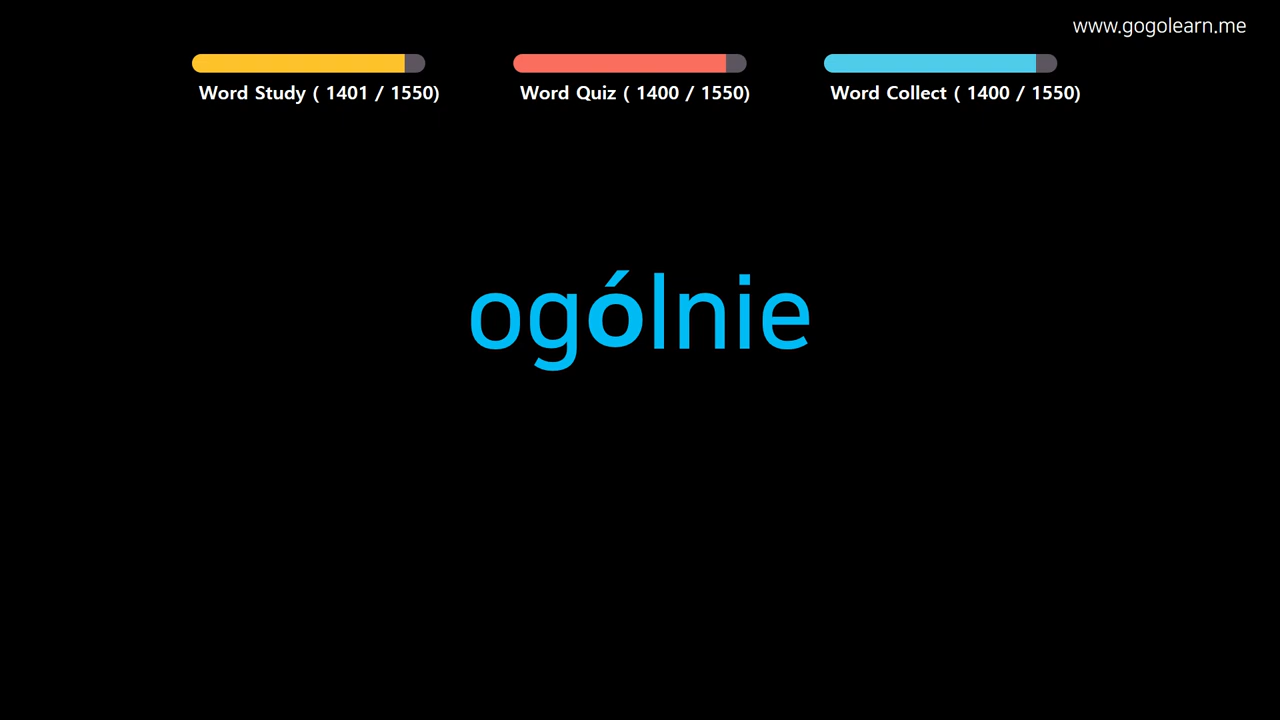 www.gogolearn.me
Word Study ( 1401 / 1550)
Word Quiz ( 1400 / 1550)
Word Collect ( 1400 / 1550)
ogólnie